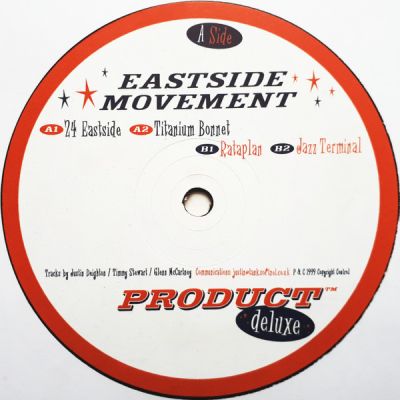 A Side
EASTSIDE
MOVEMENT
A1 24 Eastside A2 Titanium Bonnet
B1 Rataplan B2 Jazz Terminal
Tracks by Justin Deighton / Timmy Stewart / Glenn McCartney Communications: P & C 1999 Copyright Control
PRODUCT™
deluxe